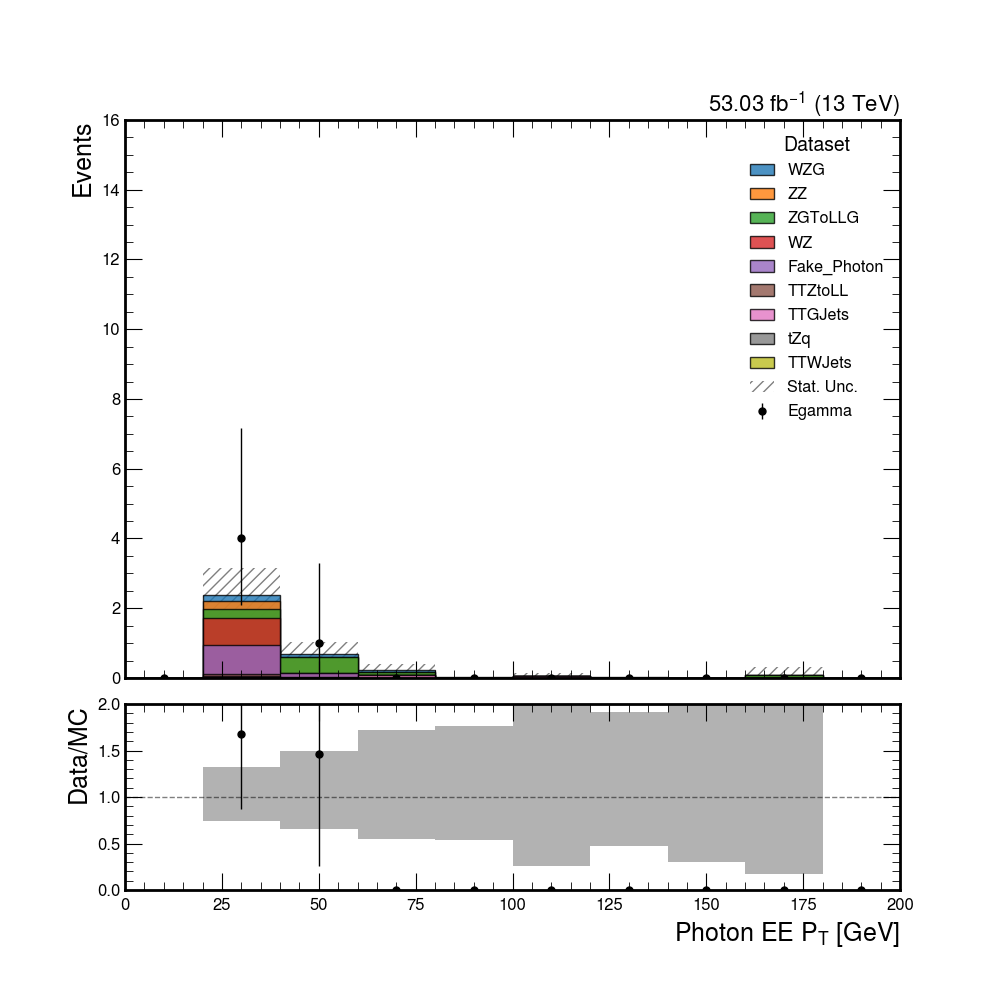 53.03 fb⁻¹ (13 TeV)
Events
16
14
12
10
8
6
4
2
0
Dataset
WZG
ZZ
ZGToLLG
WZ
Fake_Photon
TTZtoLL
TTGJets
tZq
TTWJets
Stat. Unc.
Egamma
Data/MC
2.0
1.5
1.0
0.5
0.0
0 25 50 75 100 125 150 175 200
Photon EE P_T [GeV]